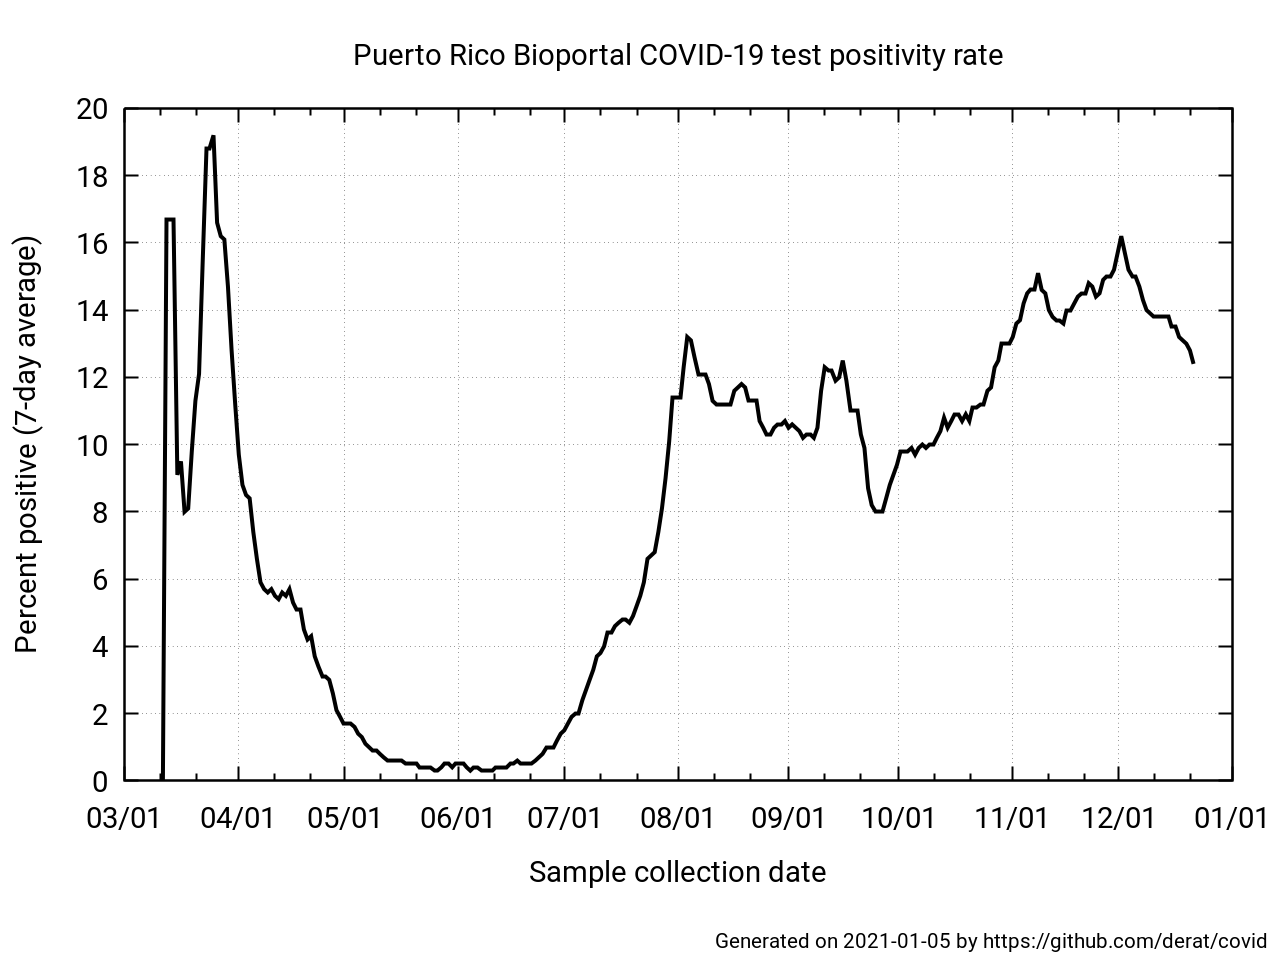 Puerto Rico Bioportal COVID-19 test positivity rate
Percent positive (7-day average)
20
18
16
14
12
10
8
6
4
2
0
03/01 04/01 05/01 06/01 07/01 08/01 09/01 10/01 11/01 12/01 01/01
Sample collection date
Generated on 2021-01-05 by https://github.com/derat/covid